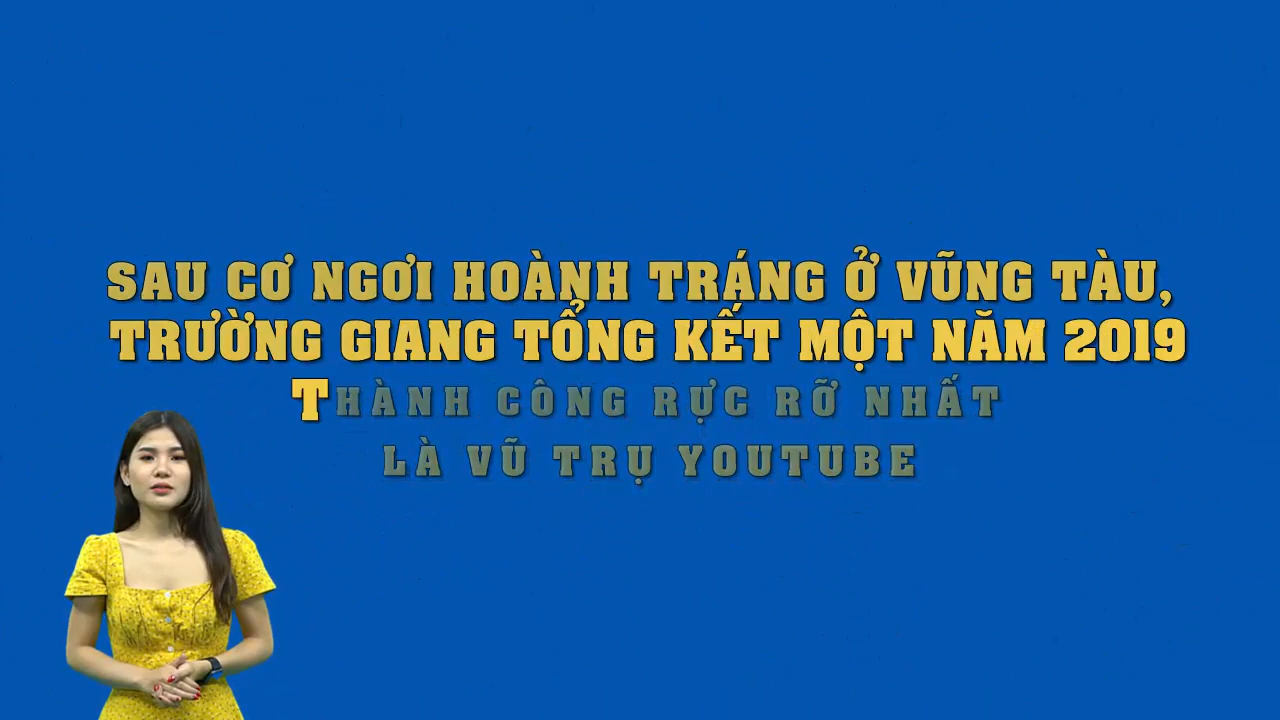 SAU CƠ NGƠI HOÀNH TRÁNG Ở VŨNG TÀU,
TRƯỜNG GIANG TỔNG KẾT MỘT NĂM 2019
THÀNH CÔNG RỰC RỠ NHẤT
LÀ VŨ TRỤ YOUTUBE